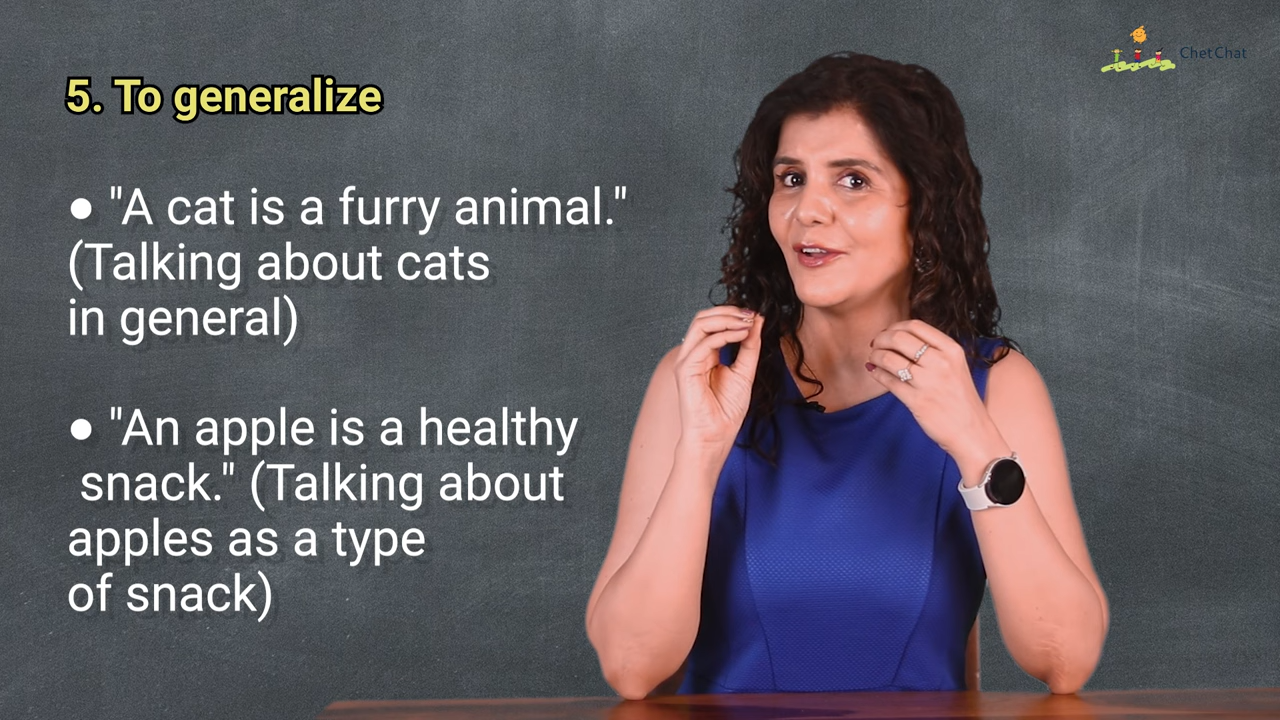 ChetChat
5. To generalize
● "A cat is a furry animal."
(Talking about cats
in general)
● "An apple is a healthy
snack." (Talking about
apples as a type
of snack)